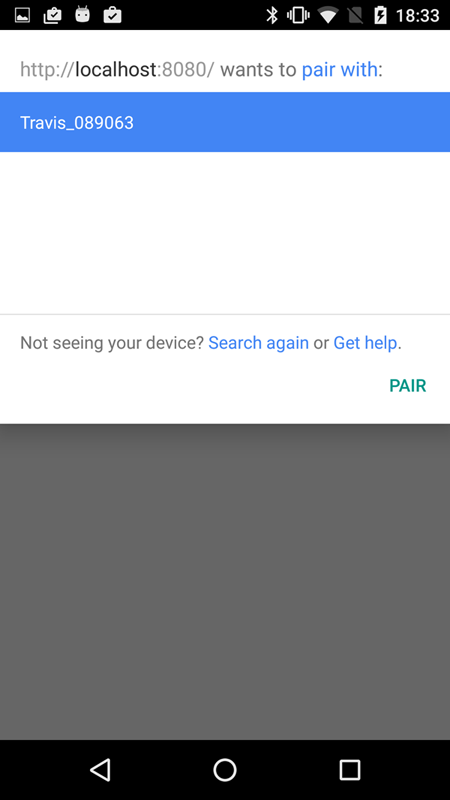 18:33
http://localhost:8080/ wants to pair with:
Travis_089063
Not seeing your device? Search again or Get help.
PAIR